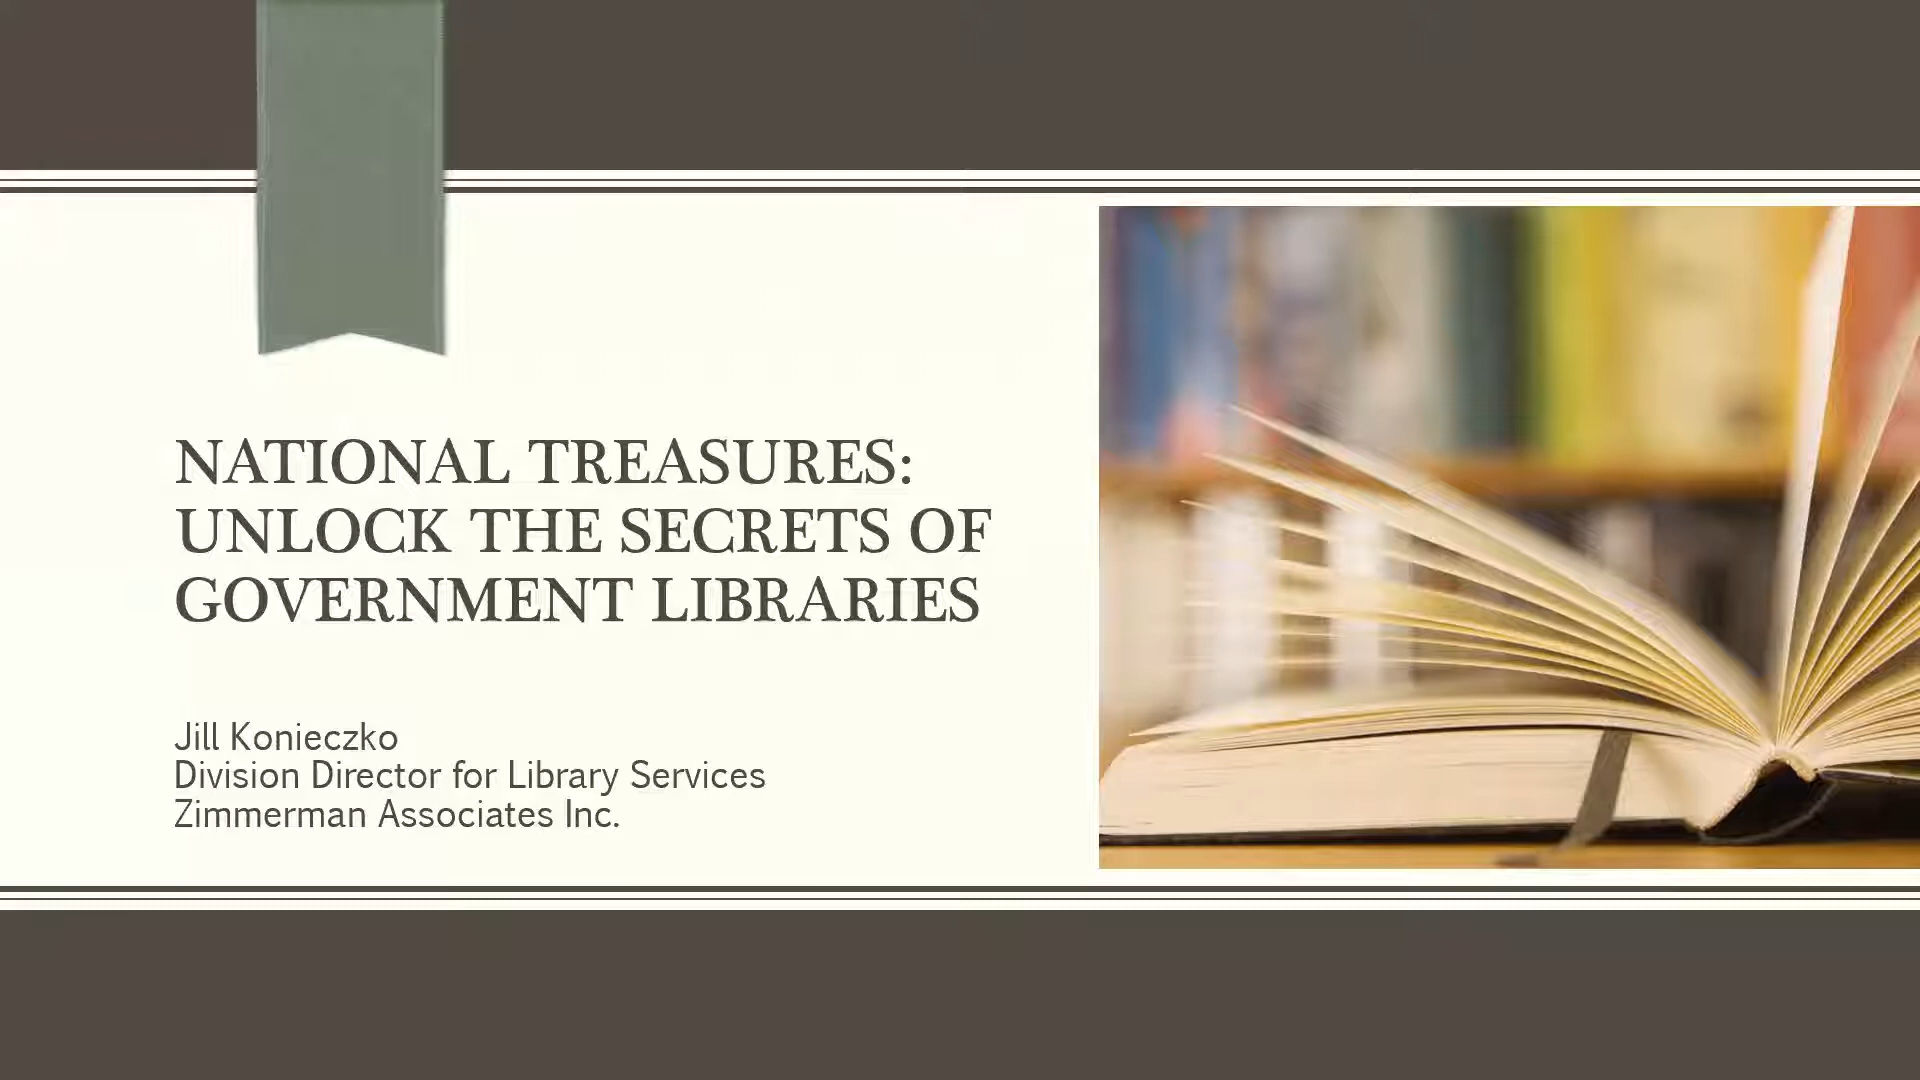 NATIONAL TREASURES:
UNLOCK THE SECRETS OF
GOVERNMENT LIBRARIES
Jill Konieczko
Division Director for Library Services
Zimmerman Associates Inc.